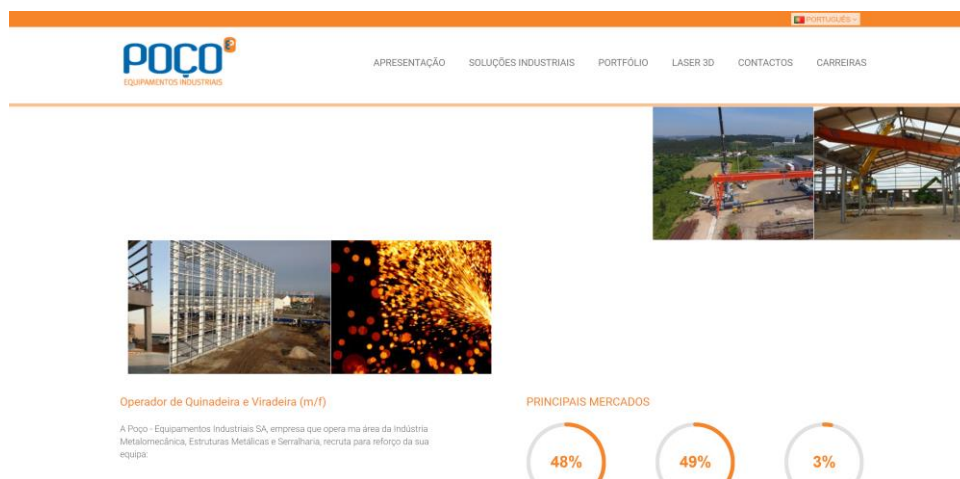 PORTUGUÊS
POÇO
EQUIPAMENTOS INDUSTRIAIS
APRESENTAÇÃO SOLUÇÕES INDUSTRIAIS PORTFÓLIO LASER 3D CONTACTOS CARREIRAS
Operador de Quinadeira e Viradeira (m/f)
A Poço - Equipamentos Industriais SA, empresa que opera ma área da Indústria
Metalomecânica, Estruturas Metálicas e Serralharia, recruta para reforço da sua
equipa:
PRINCIPAIS MERCADOS
48% 49% 3%